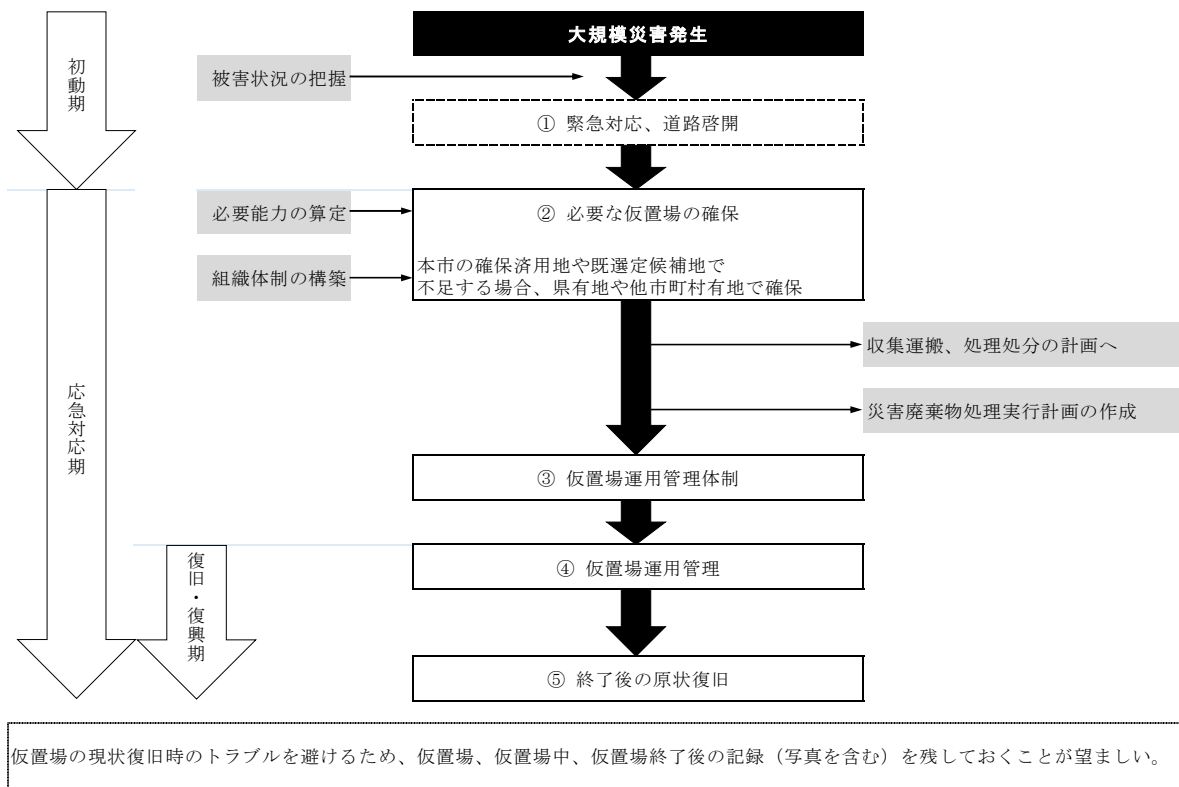 大規模災害発生
初動期
被害状況の把握
① 緊急対応、道路啓開
必要能力の算定
② 必要な仮置場の確保
組織体制の構築
本市の確保済用地や既選定候補地で
不足する場合、県有地や他市町村有地で確保
収集運搬、処理処分の計画へ
応急対応期
災害廃棄物処理実行計画の作成
③ 仮置場運用管理体制
復旧・復興期
④ 仮置場運用管理
⑤ 終了後の原状復旧
仮置場の現状復旧時のトラブルを避けるため、仮置場、仮置場中、仮置場終了後の記録（写真を含む）を残しておくことが望ましい。